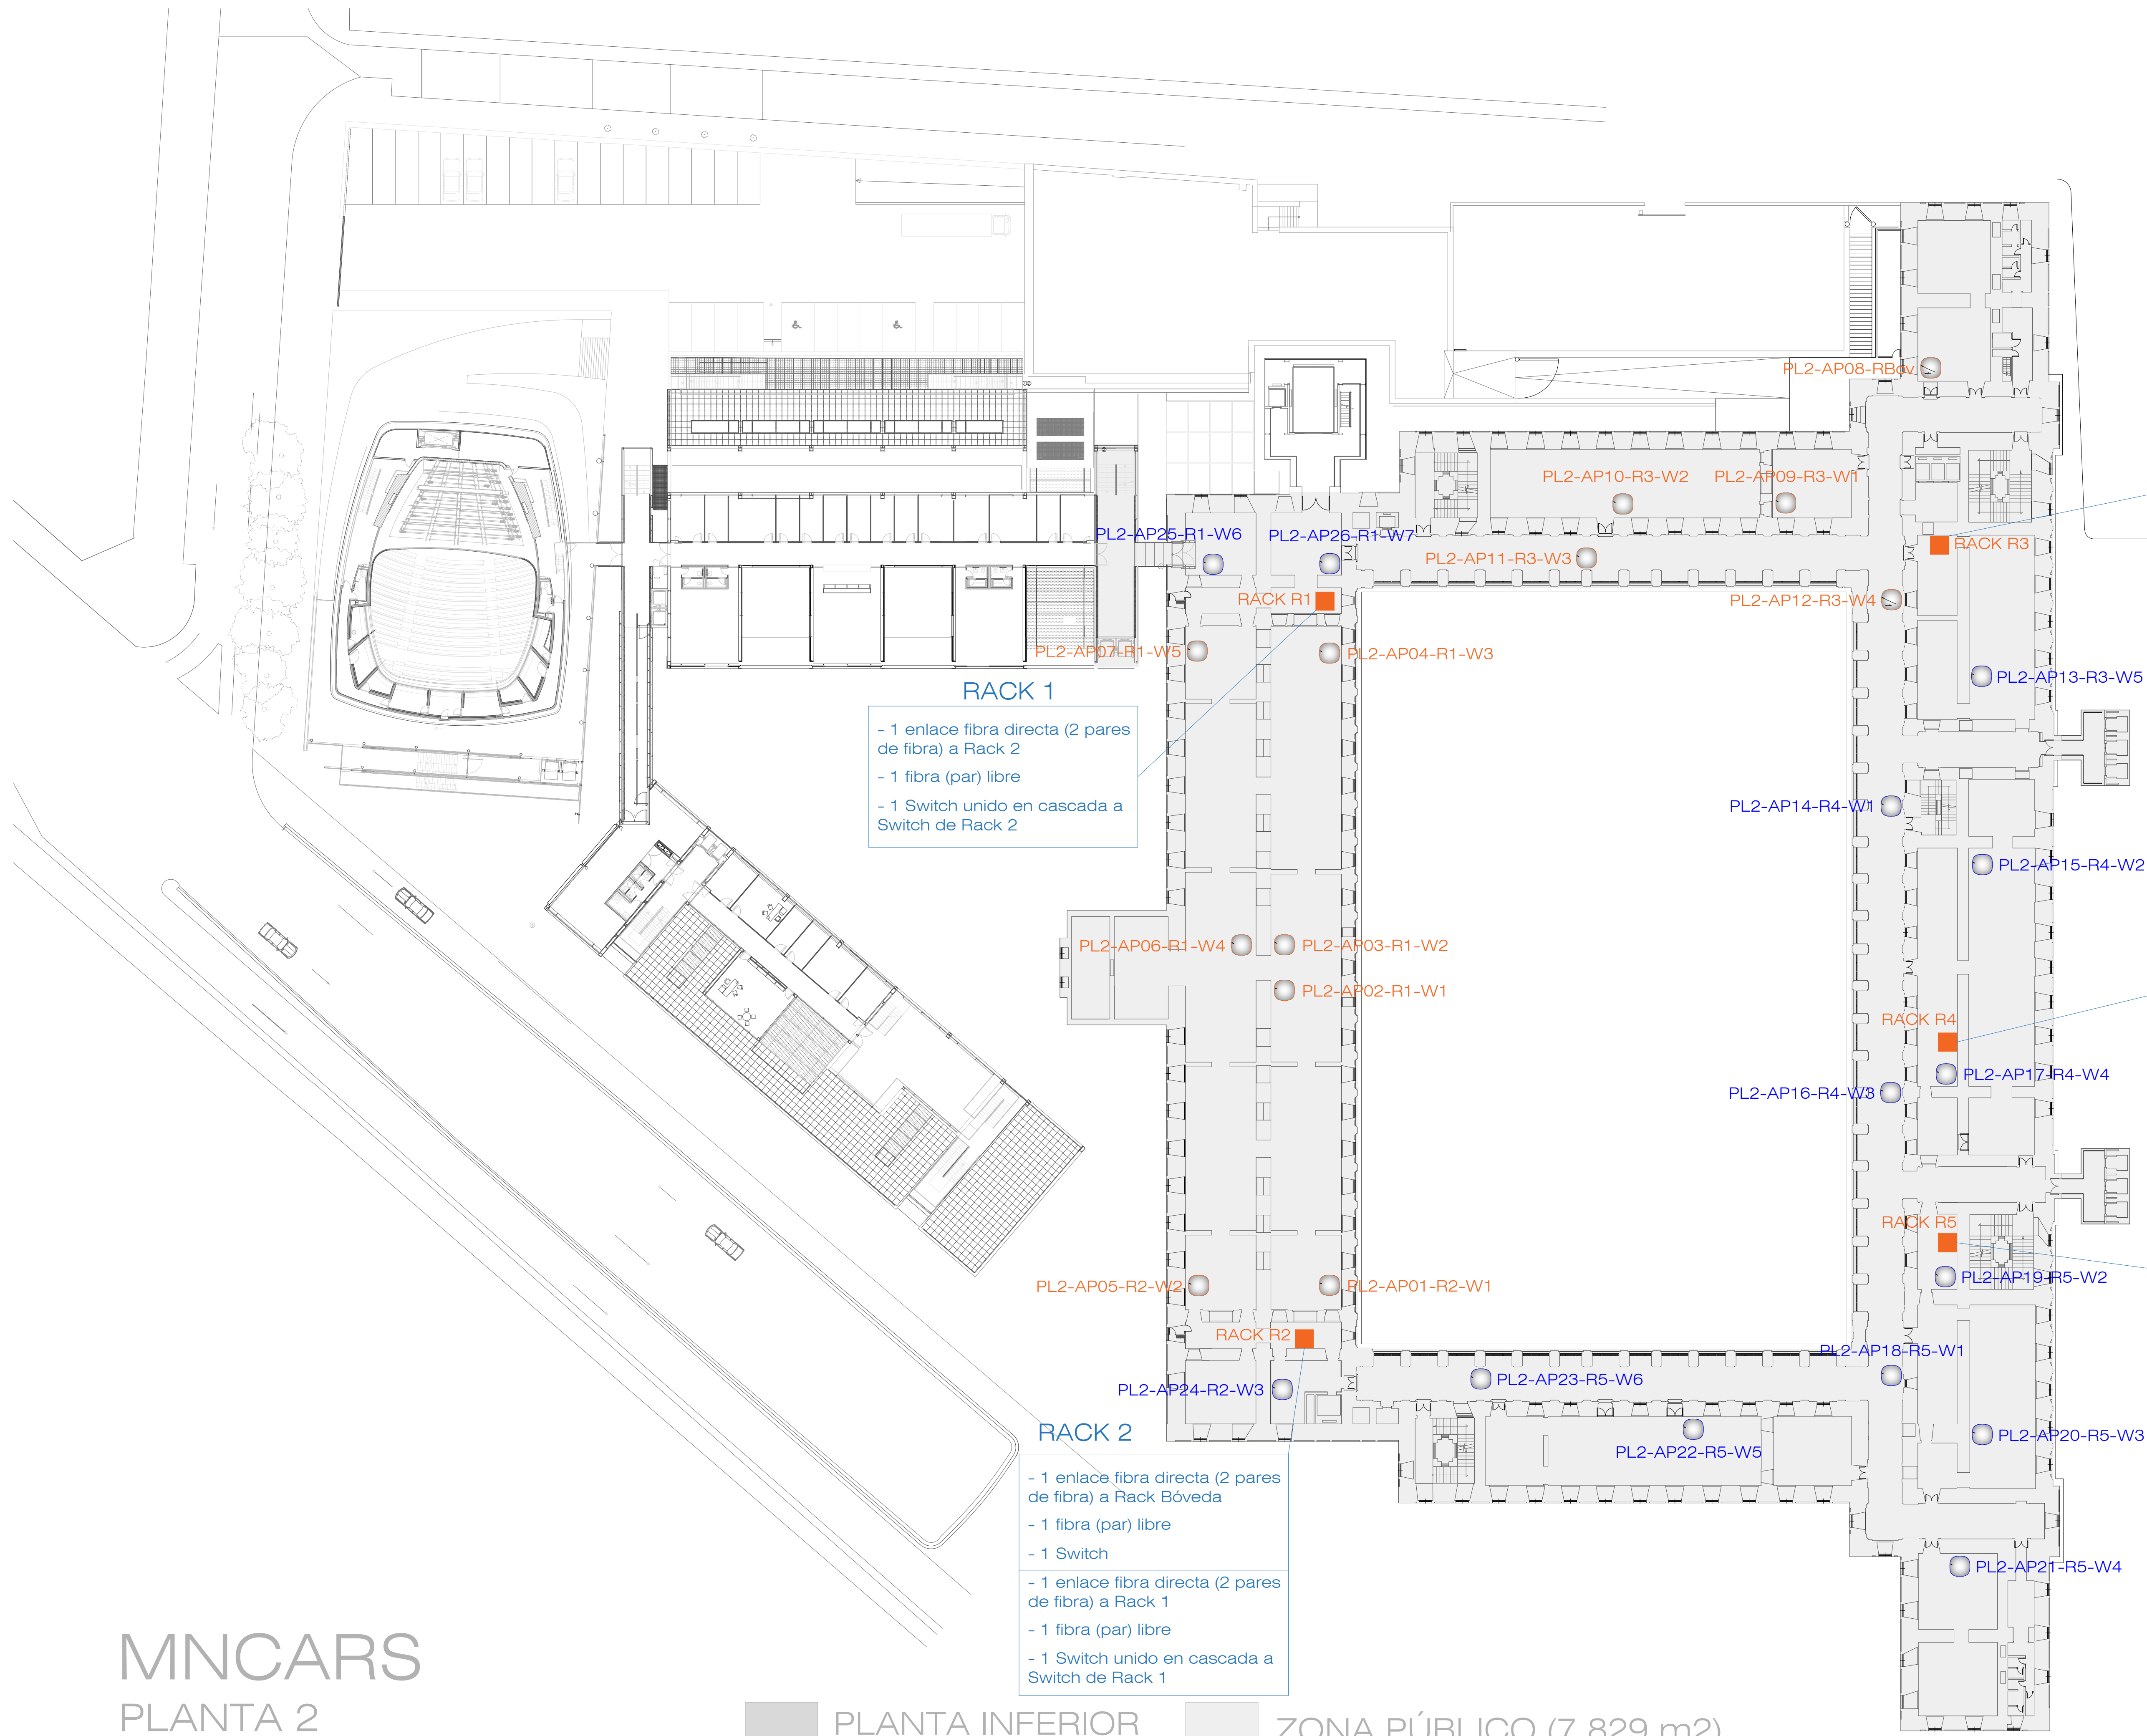 PL2-AP08-RBov
PL2-AP10-R3-W2
PL2-AP09-R3-W1
PL2-AP25-R1-W6
PL2-AP26-R1-W7
PL2-AP11-R3-W3
RACK R3
RACK R1
PL2-AP12-R3-W4
PL2-AP07-R1-W5
PL2-AP04-R1-W3
PL2-AP13-R3-W5
RACK 1
- 1 enlace fibra directa (2 pares
de fibra) a Rack 2
- 1 fibra (par) libre
- 1 Switch unido en cascada a
Switch de Rack 2
PL2-AP14-R4-W1
PL2-AP15-R4-W2
PL2-AP06-R1-W4
PL2-AP03-R1-W2
PL2-AP02-R1-W1
RACK R4
PL2-AP17-R4-W4
PL2-AP16-R4-W3
RACK R5
PL2-AP19-R5-W2
PL2-AP05-R2-W2
PL2-AP01-R2-W1
RACK R2
PL2-AP18-R5-W1
PL2-AP23-R5-W6
PL2-AP24-R2-W3
PL2-AP20-R5-W3
PL2-AP22-R5-W5
RACK 2
- 1 enlace fibra directa (2 pares
de fibra) a Rack Bóveda
- 1 fibra (par) libre
- 1 Switch
- 1 enlace fibra directa (2 pares
de fibra) a Rack 1
- 1 fibra (par) libre
- 1 Switch unido en cascada a
Switch de Rack 1
PL2-AP21-R5-W4
MNCARS
PLANTA 2
PLANTA INFERIOR
ZONA PÚBLICO (7.829 m2)